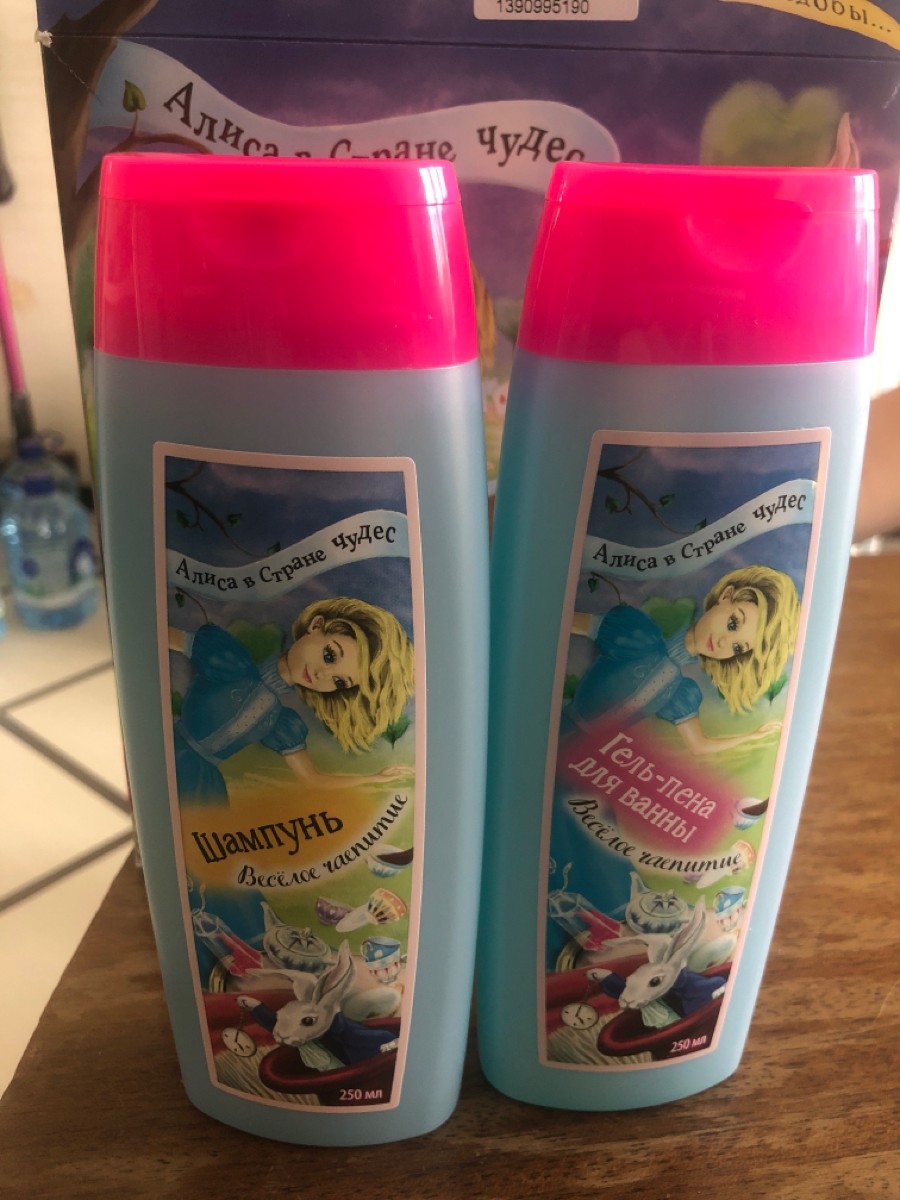 1390995190
Алиса в Стране Чудес
Алиса в Стране Чудес
Шампунь
Весёлое чаепитие
250 мл
Алиса в Стране Чудес
Гель-пена
для ванны
Весёлое чаепитие
250 мл